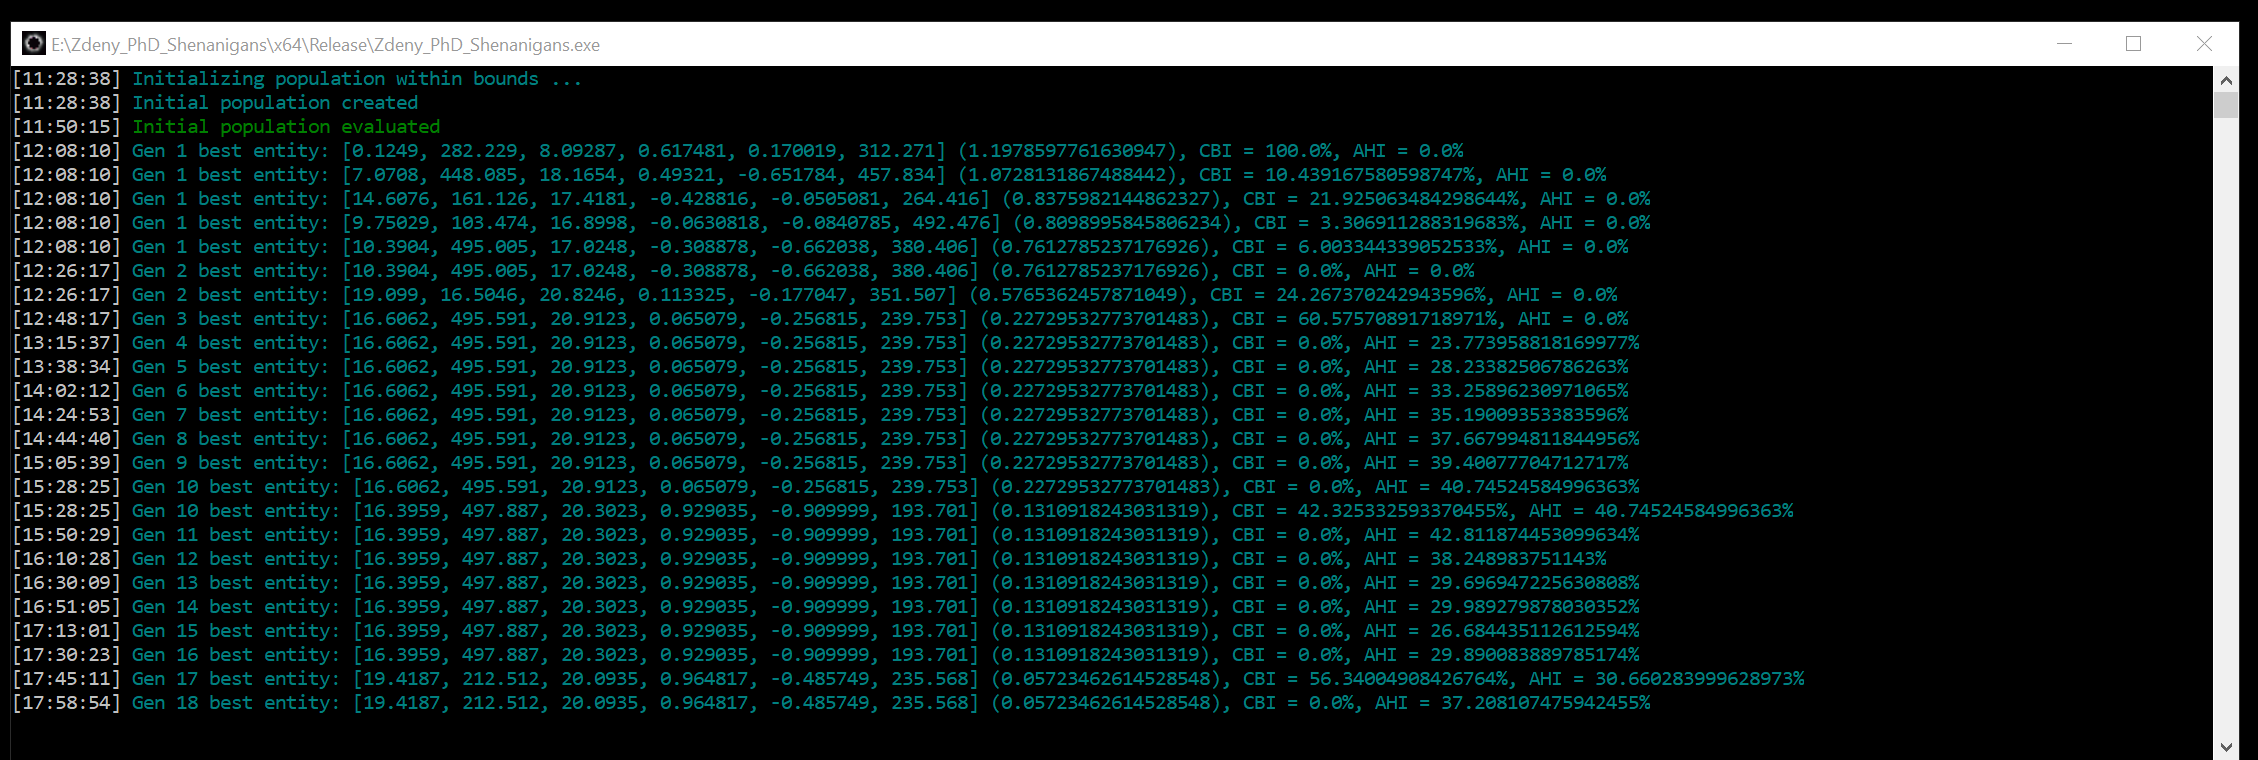 E:\Zdeny_PhD_Shenanigans\x64\Release\Zdeny_PhD_Shenanigans.exe
[11:28:38] Initializing population within bounds ...
[11:28:38] Initial population created
[11:50:15] Initial population evaluated
[12:08:10] Gen 1 best entity: [0.1249, 282.229, 8.09287, 0.617481, 0.170019, 312.271] (1.1978597761630947), CBI = 100.0%, AHI = 0.0%
[12:08:10] Gen 1 best entity: [7.0708, 448.085, 18.1654, 0.49321, -0.651784, 457.834] (1.0728131867488442), CBI = 10.439167580598747%, AHI = 0.0%
[12:08:10] Gen 1 best entity: [14.6076, 161.126, 17.4181, -0.428816, -0.0505081, 264.416] (0.8375982144862327), CBI = 21.925063484298644%, AHI = 0.0%
[12:08:10] Gen 1 best entity: [9.75029, 103.474, 16.8998, -0.0630818, -0.0840785, 492.476] (0.8098995845806234), CBI = 3.306911288319683%, AHI = 0.0%
[12:08:10] Gen 1 best entity: [10.3904, 495.005, 17.0248, -0.308878, -0.662038, 380.406] (0.7612785237176926), CBI = 6.003344339052533%, AHI = 0.0%
[12:26:17] Gen 2 best entity: [10.3904, 495.005, 17.0248, -0.308878, -0.662038, 380.406] (0.7612785237176926), CBI = 0.0%, AHI = 0.0%
[12:26:17] Gen 2 best entity: [19.099, 16.5046, 20.8246, 0.113325, -0.177047, 351.507] (0.5765362457871049), CBI = 24.267370242943596%, AHI = 0.0%
[12:48:17] Gen 3 best entity: [16.6062, 495.591, 20.9123, 0.065079, -0.256815, 239.753] (0.22729532773701483), CBI = 60.57570891718971%, AHI = 0.0%
[13:15:37] Gen 4 best entity: [16.6062, 495.591, 20.9123, 0.065079, -0.256815, 239.753] (0.22729532773701483), CBI = 0.0%, AHI = 23.773958818169977%
[13:38:34] Gen 5 best entity: [16.6062, 495.591, 20.9123, 0.065079, -0.256815, 239.753] (0.22729532773701483), CBI = 0.0%, AHI = 28.23382506786263%
[14:02:12] Gen 6 best entity: [16.6062, 495.591, 20.9123, 0.065079, -0.256815, 239.753] (0.22729532773701483), CBI = 0.0%, AHI = 33.25896230971065%
[14:24:53] Gen 7 best entity: [16.6062, 495.591, 20.9123, 0.065079, -0.256815, 239.753] (0.22729532773701483), CBI = 0.0%, AHI = 35.19009353383596%
[14:44:40] Gen 8 best entity: [16.6062, 495.591, 20.9123, 0.065079, -0.256815, 239.753] (0.22729532773701483), CBI = 0.0%, AHI = 37.667994811844956%
[15:05:39] Gen 9 best entity: [16.6062, 495.591, 20.9123, 0.065079, -0.256815, 239.753] (0.22729532773701483), CBI = 0.0%, AHI = 39.40077704712717%
[15:28:25] Gen 10 best entity: [16.6062, 495.591, 20.9123, 0.065079, -0.256815, 239.753] (0.22729532773701483), CBI = 0.0%, AHI = 40.74524584996363%
[15:28:25] Gen 10 best entity: [16.3959, 497.887, 20.3023, 0.929035, -0.909999, 193.701] (0.1310918243031319), CBI = 42.325332593370455%, AHI = 40.74524584996363%
[15:50:29] Gen 11 best entity: [16.3959, 497.887, 20.3023, 0.929035, -0.909999, 193.701] (0.1310918243031319), CBI = 0.0%, AHI = 42.811874453099634%
[16:10:28] Gen 12 best entity: [16.3959, 497.887, 20.3023, 0.929035, -0.909999, 193.701] (0.1310918243031319), CBI = 0.0%, AHI = 38.248983751143%
[16:30:09] Gen 13 best entity: [16.3959, 497.887, 20.3023, 0.929035, -0.909999, 193.701] (0.1310918243031319), CBI = 0.0%, AHI = 29.696947225630808%
[16:51:05] Gen 14 best entity: [16.3959, 497.887, 20.3023, 0.929035, -0.909999, 193.701] (0.1310918243031319), CBI = 0.0%, AHI = 29.989279878030352%
[17:13:01] Gen 15 best entity: [16.3959, 497.887, 20.3023, 0.929035, -0.909999, 193.701] (0.1310918243031319), CBI = 0.0%, AHI = 26.684435112612594%
[17:30:23] Gen 16 best entity: [16.3959, 497.887, 20.3023, 0.929035, -0.909999, 193.701] (0.1310918243031319), CBI = 0.0%, AHI = 29.890083889785174%
[17:45:11] Gen 17 best entity: [19.4187, 212.512, 20.0935, 0.964817, -0.485749, 235.568] (0.05723462614528548), CBI = 56.34004908426764%, AHI = 30.660283999628973%
[17:58:54] Gen 18 best entity: [19.4187, 212.512, 20.0935, 0.964817, -0.485749, 235.568] (0.05723462614528548), CBI = 0.0%, AHI = 37.208107475942455%